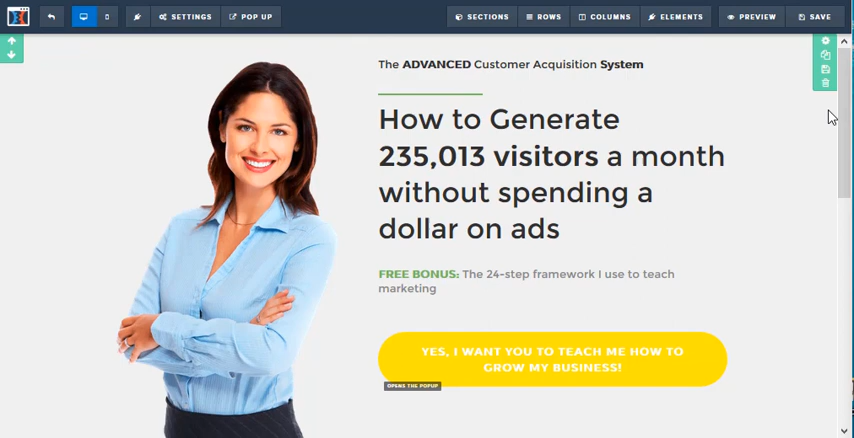 SETTINGS POP UP SECTIONS ROWS COLUMNS ELEMENTS PREVIEW SAVE
The ADVANCED Customer Acquisition System
How to Generate
235,013 visitors a month
without spending a
dollar on ads
FREE BONUS: The 24-step framework I use to teach
marketing
YES, I WANT YOU TO TEACH ME HOW TO
GROW MY BUSINESS!
OPENS THE POPUP